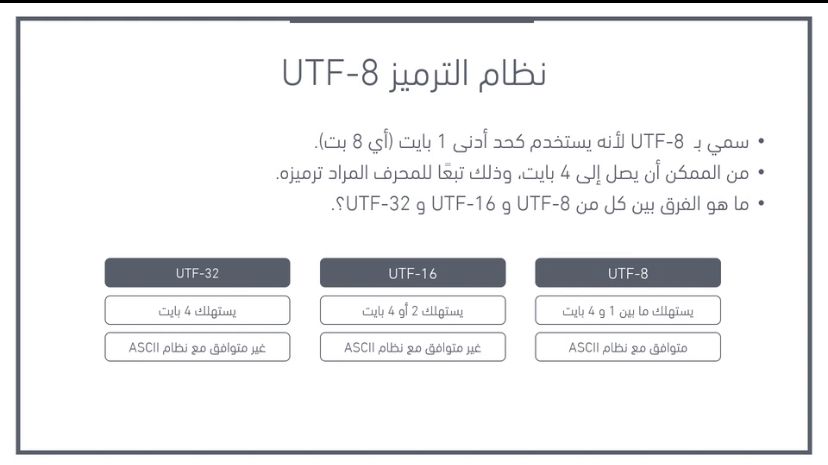 نظام الترميز UTF-8
• سمي بـ UTF-8 لأنه يستخدم كحد أدنى 1 بايت (أي 8 بت).
• من الممكن أن يصل إلى 4 بايت، وذلك تبعًا للمحرف المراد ترميزه.
• ما هو الفرق بين كل من UTF-8 و UTF-16 و UTF-32؟.
UTF-8
يستهلك ما بين 1 و 4 بايت
متوافق مع نظام ASCII
UTF-16
يستهلك 2 أو 4 بايت
غير متوافق مع نظام ASCII
UTF-32
يستهلك 4 بايت
غير متوافق مع نظام ASCII